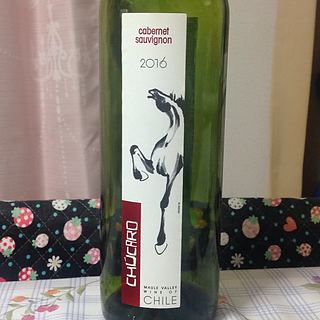 cabernet
sauvignon
2016
CHÚCARO
MAULE VALLEY
WINE OF
CHILE